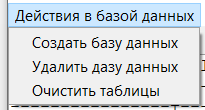 Действия в базой данных
Создать базу данных
Удалить дазу данных
Очистить таблицы